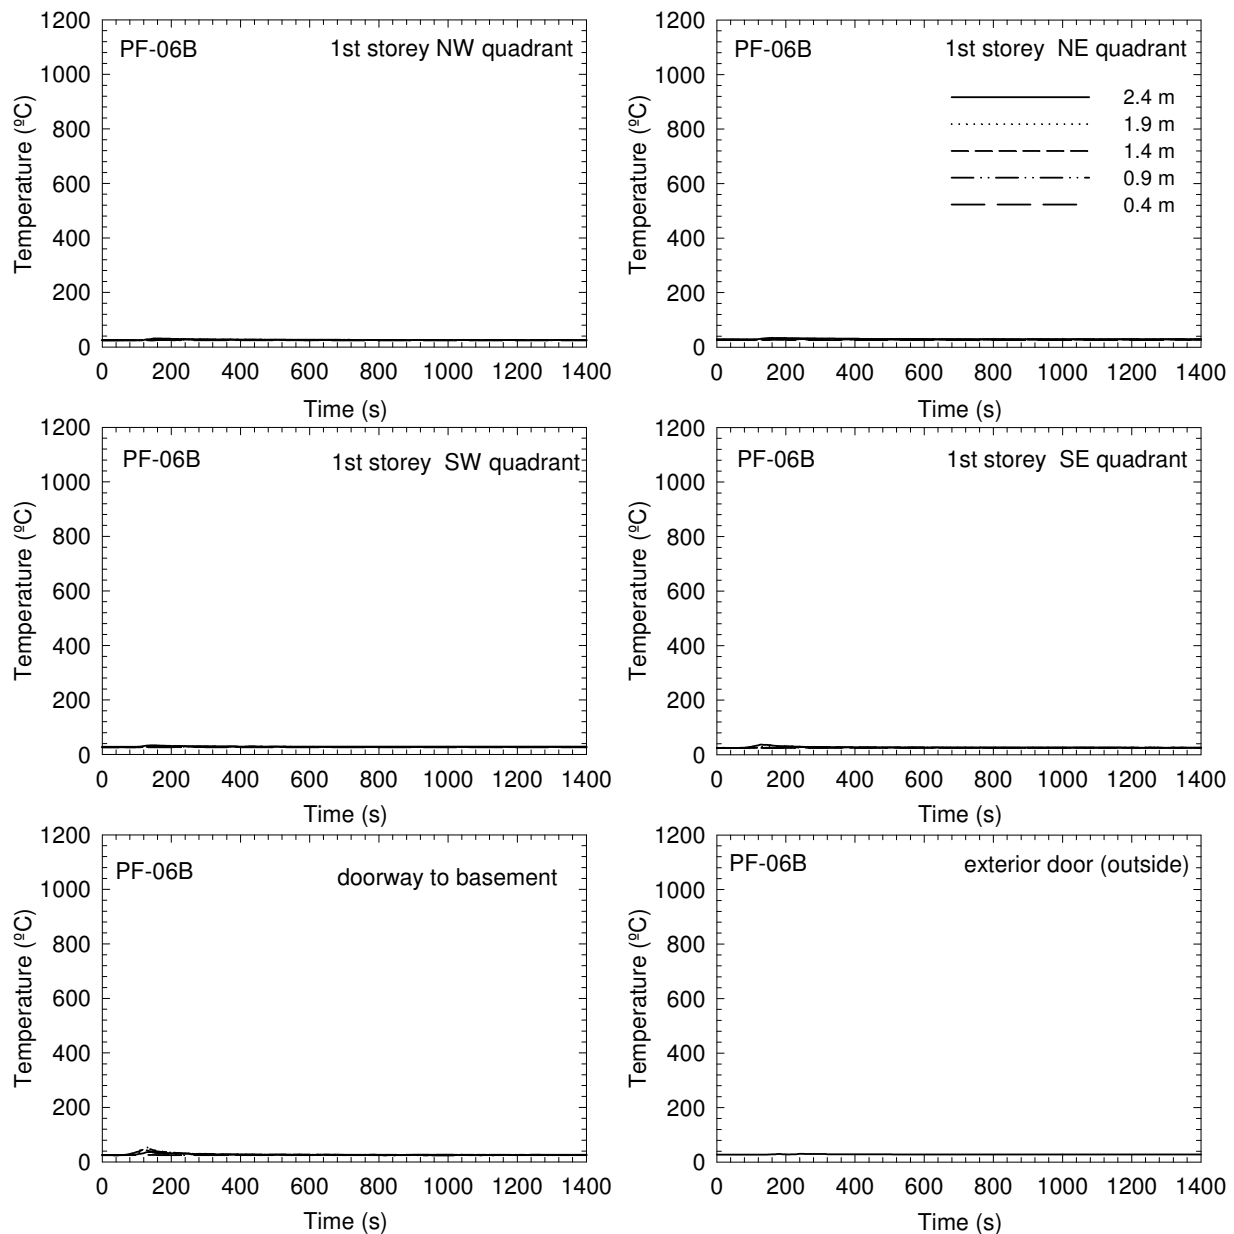 PF-06B 1st storey NW quadrant
Temperature (ºC)
1200
1000
800
600
400
200
0
0 200 400 600 800 1000 1200 1400
Time (s)
PF-06B 1st storey NE quadrant
2.4 m
1.9 m
1.4 m
0.9 m
0.4 m
Temperature (ºC)
1200
1000
800
600
400
200
0
0 200 400 600 800 1000 1200 1400
Time (s)
PF-06B 1st storey SW quadrant
Temperature (ºC)
1200
1000
800
600
400
200
0
0 200 400 600 800 1000 1200 1400
Time (s)
PF-06B 1st storey SE quadrant
Temperature (ºC)
1200
1000
800
600
400
200
0
0 200 400 600 800 1000 1200 1400
Time (s)
PF-06B doorway to basement
Temperature (ºC)
1200
1000
800
600
400
200
0
0 200 400 600 800 1000 1200 1400
Time (s)
PF-06B exterior door (outside)
Temperature (ºC)
1200
1000
800
600
400
200
0
0 200 400 600 800 1000 1200 1400
Time (s)